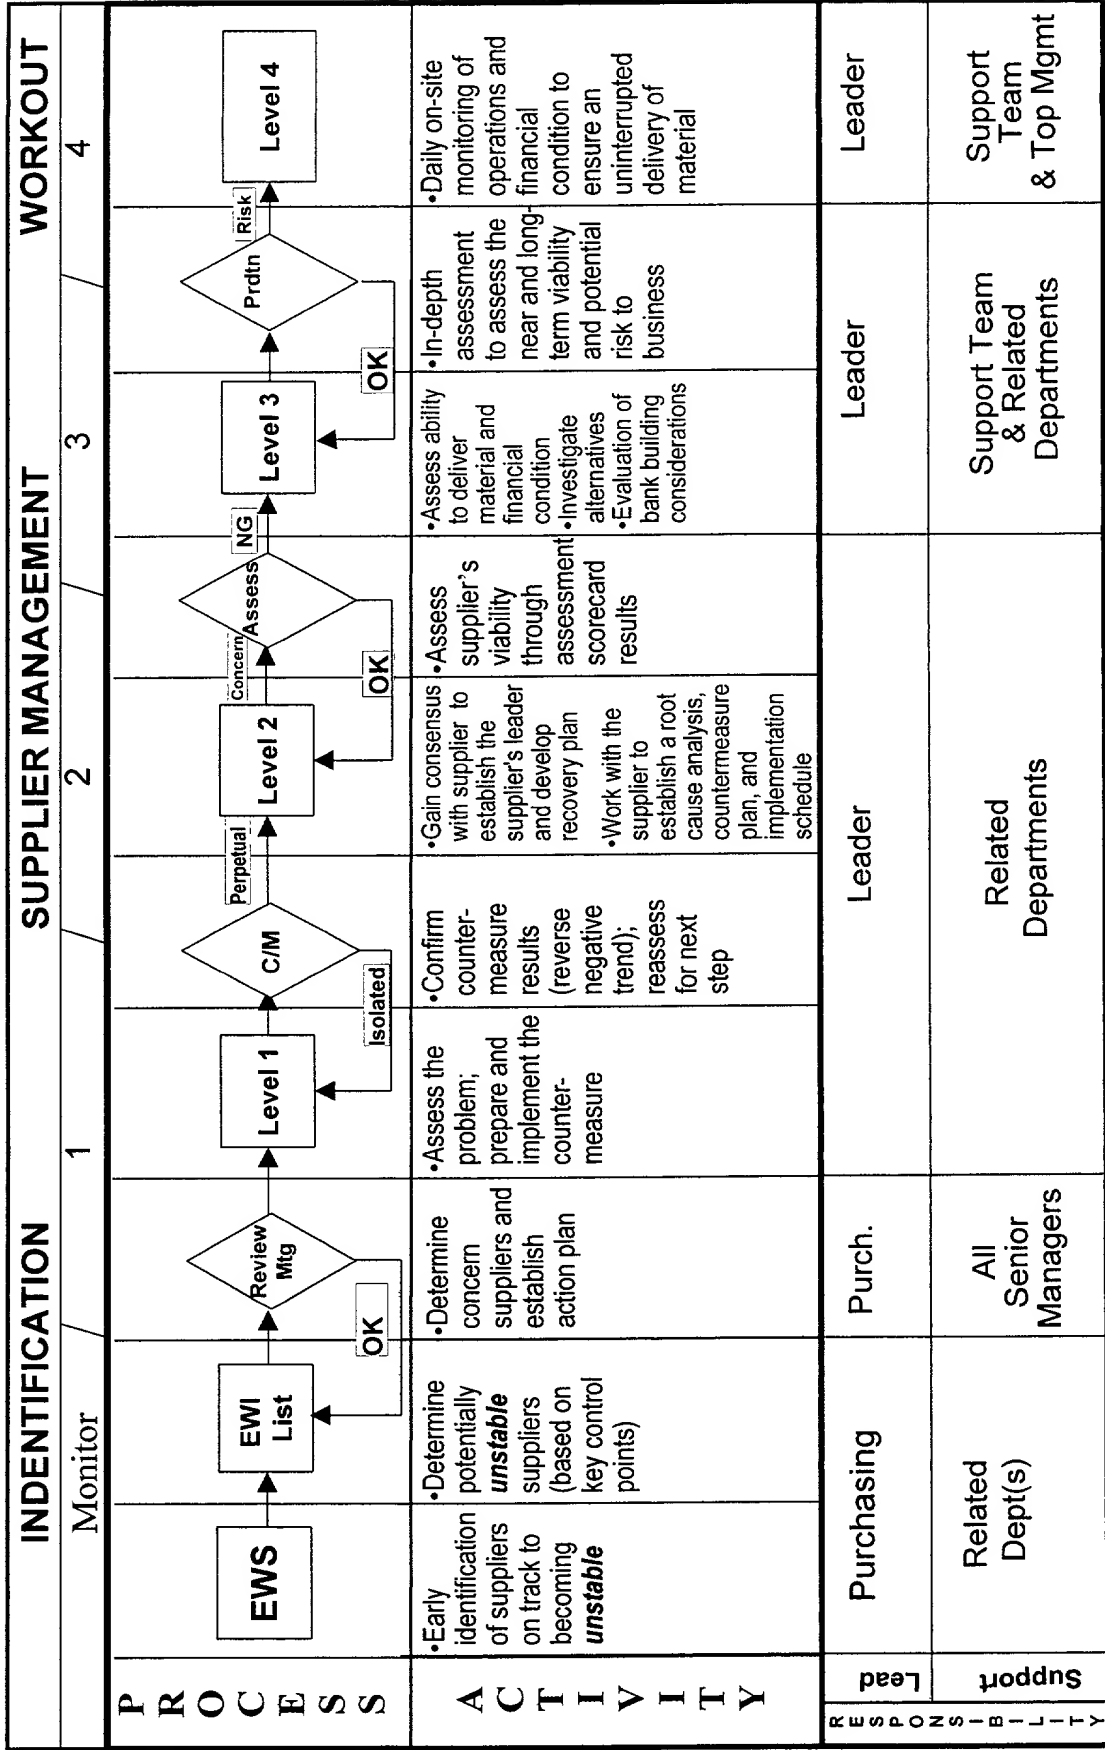 INDENTIFICATION
SUPPLIER MANAGEMENT
WORKOUT
Monitor
1
2
3
4
PROCESS
EWS
EWI
List
Review
Mtg
OK
Level 1
C/M
Isolated
Perpetual
Level 2
Concern
Assess
OK
NG
Level 3
Prdtn
OK
Risk
Level 4
ACTIVITY
•Early
identification
of suppliers
on track to
becoming
unstable
•Determine
potentially
unstable
suppliers
(based on
key control
points)
•Determine
concern
suppliers and
establish
action plan
•Assess the
problem;
prepare and
implement the
counter-
measure
•Confirm
counter-
measure
results
(reverse
negative
trend);
reassess
for next
step
•Gain consensus
with supplier to
establish the
supplier's leader
and develop
recovery plan
•Work with the
supplier to
establish a root
cause analysis,
countermeasure
plan, and
implementation
schedule
•Assess
supplier's
viability
through
assessment
scorecard
results
•Assess ability
to deliver
material and
financial
condition
•Investigate
alternatives
•Evaluation of
bank building
considerations
•In-depth
assessment
to assess the
near and long-
term viability
and potential
risk to
business
•Daily on-site
monitoring of
operations and
financial
condition to
ensure an
uninterrupted
delivery of
material
RESPONSIBILITY
Lead
Purchasing
Purch.
Leader
Leader
Leader
Support
Related
Dept(s)
All
Senior
Managers
Related
Departments
Support Team
& Related
Departments
Support
Team
& Top Mgmt